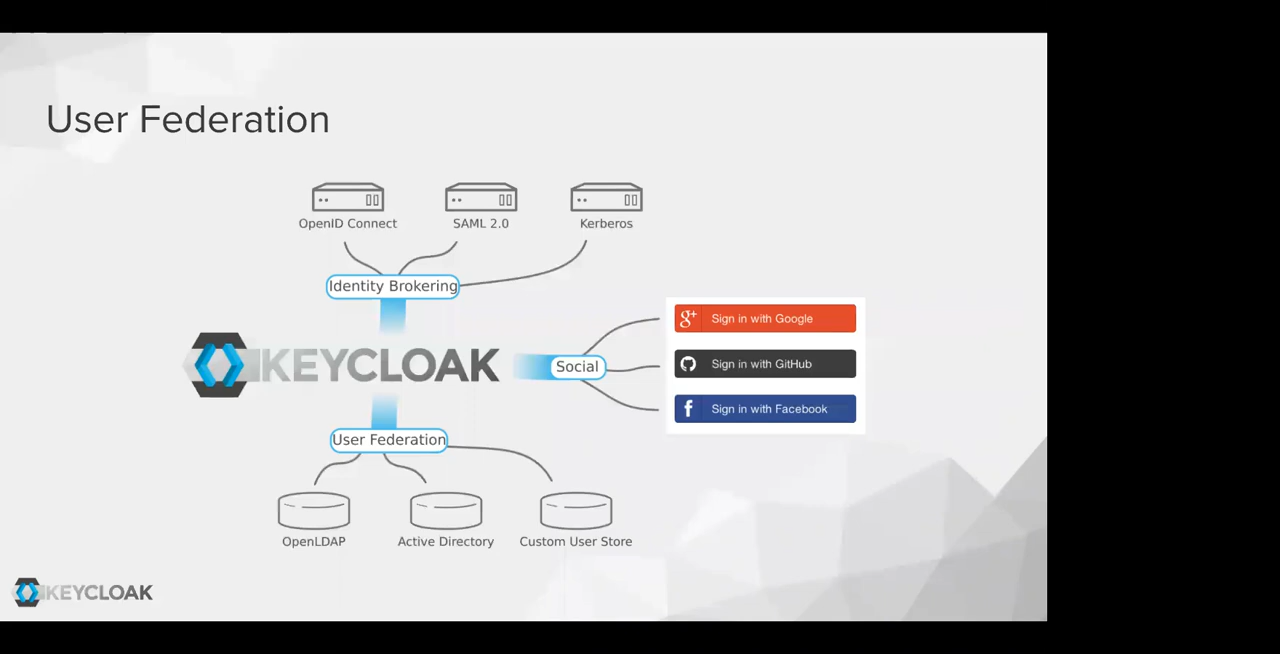 User Federation
OpenID Connect
SAML 2.0
Kerberos
Identity Brokering
KEYCLOAK
Social
g+ Sign in with Google
Sign in with GitHub
f Sign in with Facebook
User Federation
OpenLDAP
Active Directory
Custom User Store
KEYCLOAK